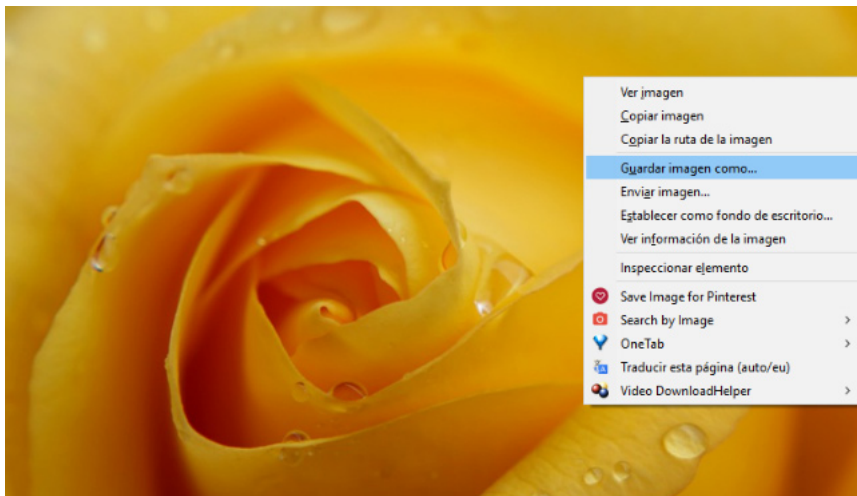 Ver imagen
Copiar imagen
Copiar la ruta de la imagen
Guardar imagen como...
Enviar imagen...
Establecer como fondo de escritorio...
Ver información de la imagen
Inspeccionar elemento
Save Image for Pinterest
Search by Image
OneTab
Traducir esta página (auto/eu)
Video DownloadHelper